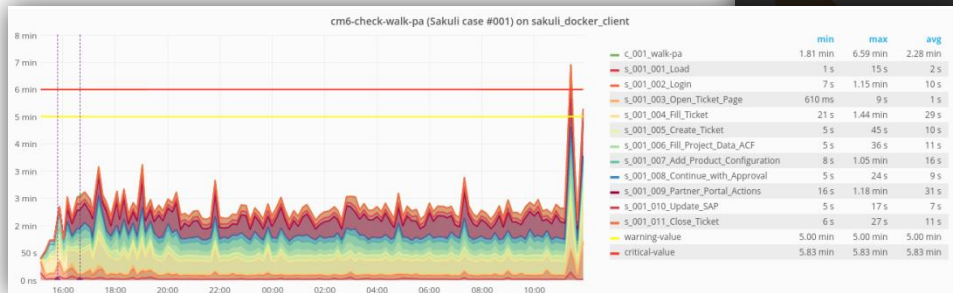 cm6-check-walk-pa (Sakuli case #001) on sakuli_docker_client
8 min
7 min
6 min
5 min
4 min
3 min
2 min
50 s
0 ns
16:00 18:00 20:00 22:00 00:00 02:00 04:00 06:00 08:00 10:00
min max avg
c_001_walk-pa 1.81 min 6.59 min 2.28 min
s_001_001_Load 1 s 15 s 2 s
s_001_002_Login 7 s 1.15 min 10 s
s_001_003_Open_Ticket_Page 610 ms 9 s 1 s
s_001_004_Fill_Ticket 21 s 1.44 min 29 s
s_001_005_Create_Ticket 5 s 45 s 10 s
s_001_006_Fill_Project_Data_ACF 5 s 36 s 11 s
s_001_007_Add_Product_Configuration 8 s 1.05 min 16 s
s_001_008_Continue_with_Approval 5 s 24 s 9 s
s_001_009_Partner_Portal_Actions 16 s 1.18 min 31 s
s_001_010_Update_SAP 5 s 17 s 7 s
s_001_011_Close_Ticket 6 s 27 s 11 s
warning-value 5.00 min 5.00 min 5.00 min
critical-value 5.83 min 5.83 min 5.83 min